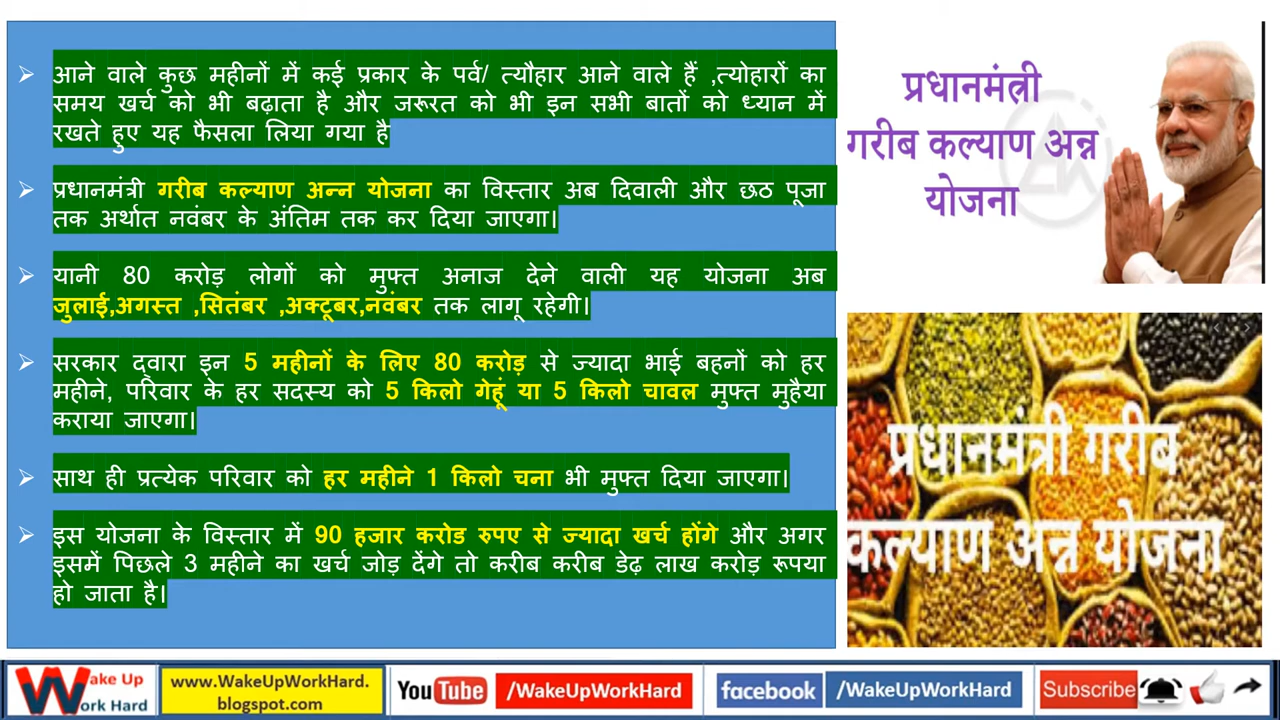 आने वाले कुछ महीनों में कई प्रकार के पर्व/ त्यौहार आने वाले हैं ,त्योहारों का
समय खर्च को भी बढ़ाता है और जरूरत को भी इन सभी बातों को ध्यान में
रखते हुए यह फैसला लिया गया है
प्रधानमंत्री गरीब कल्याण अन्न योजना का विस्तार अब दिवाली और छठ पूजा
तक अर्थात नवंबर के अंतिम तक कर दिया जाएगा।
यानी 80 करोड़ लोगों को मुफ्त अनाज देने वाली यह योजना अब
जुलाई,अगस्त ,सितंबर ,अक्टूबर,नवंबर तक लागू रहेगी।
सरकार द्वारा इन 5 महीनों के लिए 80 करोड़ से ज्यादा भाई बहनों को हर
महीने, परिवार के हर सदस्य को 5 किलो गेहूं या 5 किलो चावल मुफ्त मुहैया
कराया जाएगा।
साथ ही प्रत्येक परिवार को हर महीने 1 किलो चना भी मुफ्त दिया जाएगा।
इस योजना के विस्तार में 90 हजार करोड रुपए से ज्यादा खर्च होंगे और अगर
इसमें पिछले 3 महीने का खर्च जोड़ देंगे तो करीब करीब डेढ़ लाख करोड़ रूपया
हो जाता है।
प्रधानमंत्री
गरीब कल्याण अन्न
योजना
प्रधानमंत्री गरीब
कल्याण अन्न योजना
Wake Up
Work Hard
www.WakeUpWorkHard.
blogspot.com
YouTube
/WakeUpWorkHard
facebook
/WakeUpWorkHard
Subscribe